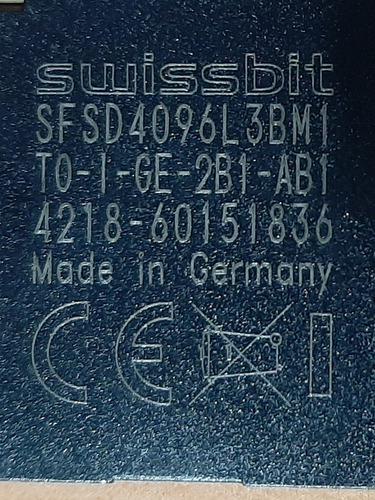 swissbit
SFSD4096L3BM1
TO-I-GE-2B1-AB1
4218-60151836
Made in Germany
CE